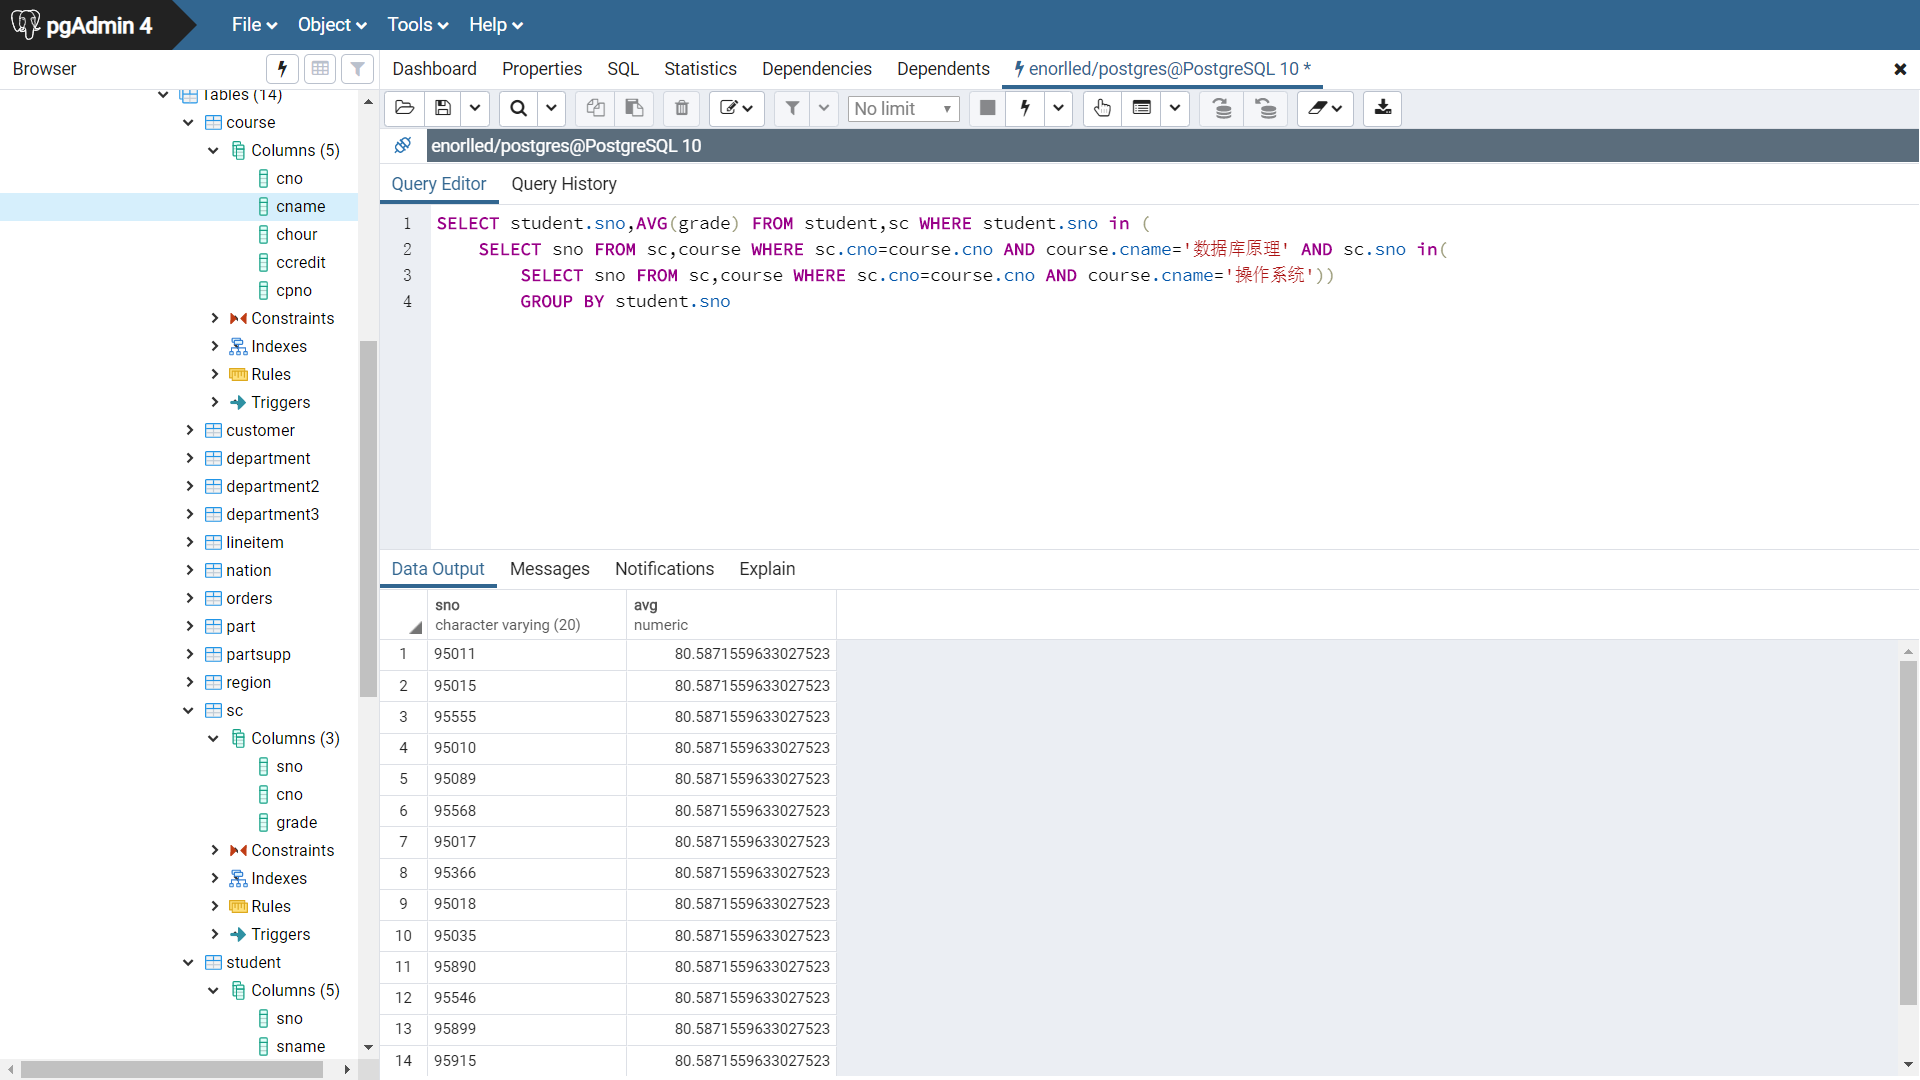 pgAdmin 4
File Object Tools Help
Browser
Dashboard Properties SQL Statistics Dependencies Dependents enorlled/postgres@PostgreSQL 10 *
No limit
enorlled/postgres@PostgreSQL 10
Query Editor Query History
1 SELECT student.sno,AVG(grade) FROM student,sc WHERE student.sno in (
2 SELECT sno FROM sc,course WHERE sc.cno=course.cno AND course.cname='数据库原理' AND sc.sno in(
3 SELECT sno FROM sc,course WHERE sc.cno=course.cno AND course.cname='操作系统'))
4 GROUP BY student.sno
Tables (14)
course
Columns (5)
cno
cname
chour
ccredit
cpno
Constraints
Indexes
Rules
Triggers
customer
department
department2
department3
lineitem
nation
orders
part
partsupp
region
sc
Columns (3)
sno
cno
grade
Constraints
Indexes
Rules
Triggers
student
Columns (5)
sno
sname
Data Output Messages Notifications Explain
sno avg
character varying (20) numeric
1 95011 80.5871559633027523
2 95015 80.5871559633027523
3 95555 80.5871559633027523
4 95010 80.5871559633027523
5 95089 80.5871559633027523
6 95568 80.5871559633027523
7 95017 80.5871559633027523
8 95366 80.5871559633027523
9 95018 80.5871559633027523
10 95035 80.5871559633027523
11 95890 80.5871559633027523
12 95546 80.5871559633027523
13 95899 80.5871559633027523
14 95915 80.5871559633027523